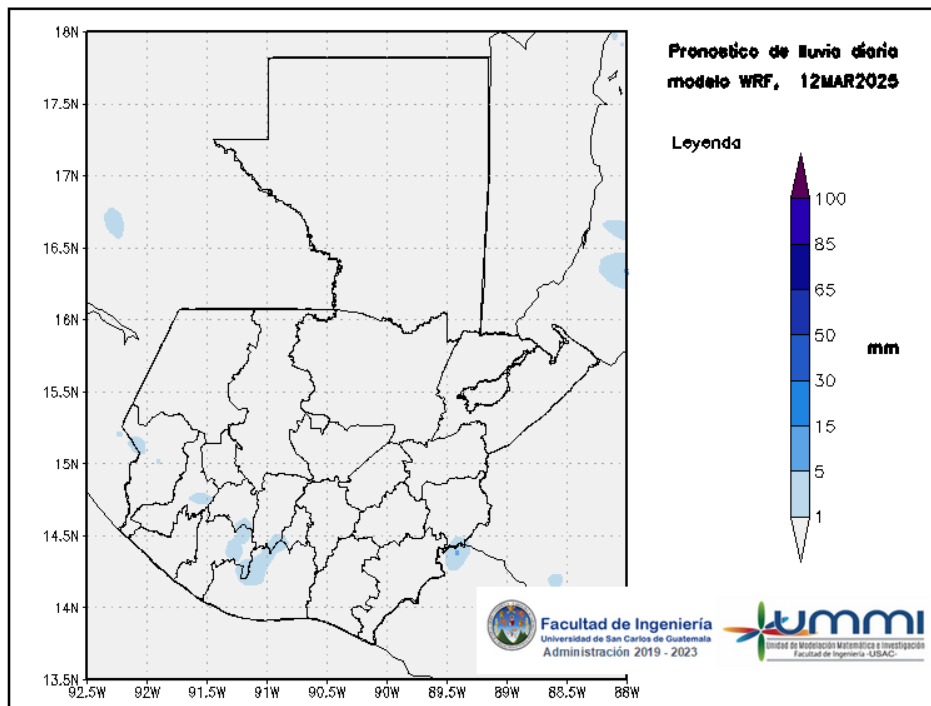 Pronostico de lluvia diaria
modelo WRF, 12MAR2025
Leyenda
100
85
65
50
30
15
5
1
mm
18N
17.5N
17N
16.5N
16N
15.5N
15N
14.5N
14N
13.5N
92.5W
92W
91.5W
91W
90.5W
90W
89.5W
89W
88.5W
88W
Facultad de Ingeniería
Universidad de San Carlos de Guatemala
Administración 2019 - 2023
ummi
Unidad de Modelación Matemática e Investigación
Facultad de Ingeniería -USAC-